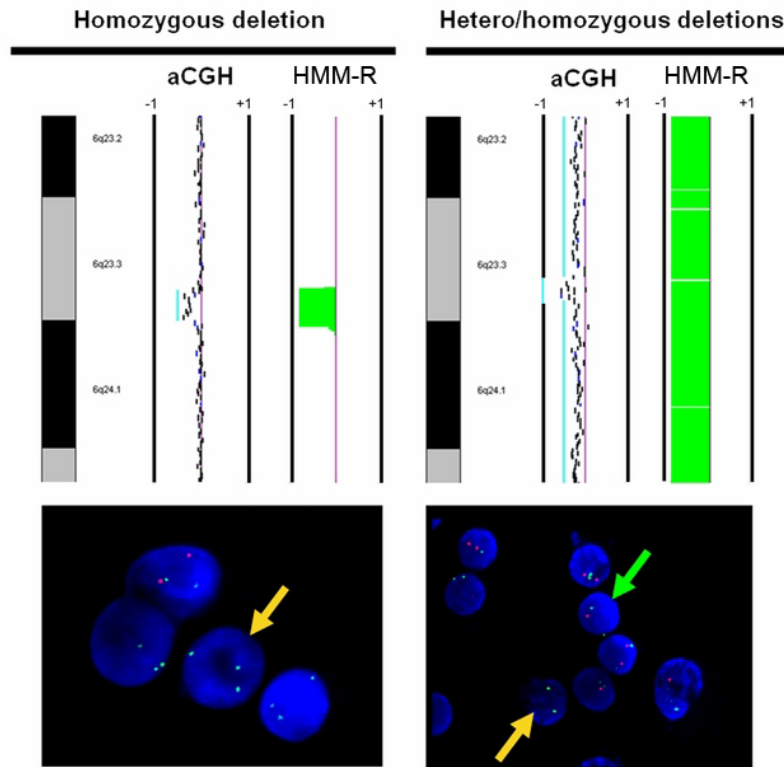 Homozygous deletion
aCGH HMM-R
-1 +1 -1 +1
6q23.2
6q23.3
6q24.1
Hetero/homozygous deletions
aCGH HMM-R
-1 +1 -1 +1
6q23.2
6q23.3
6q24.1